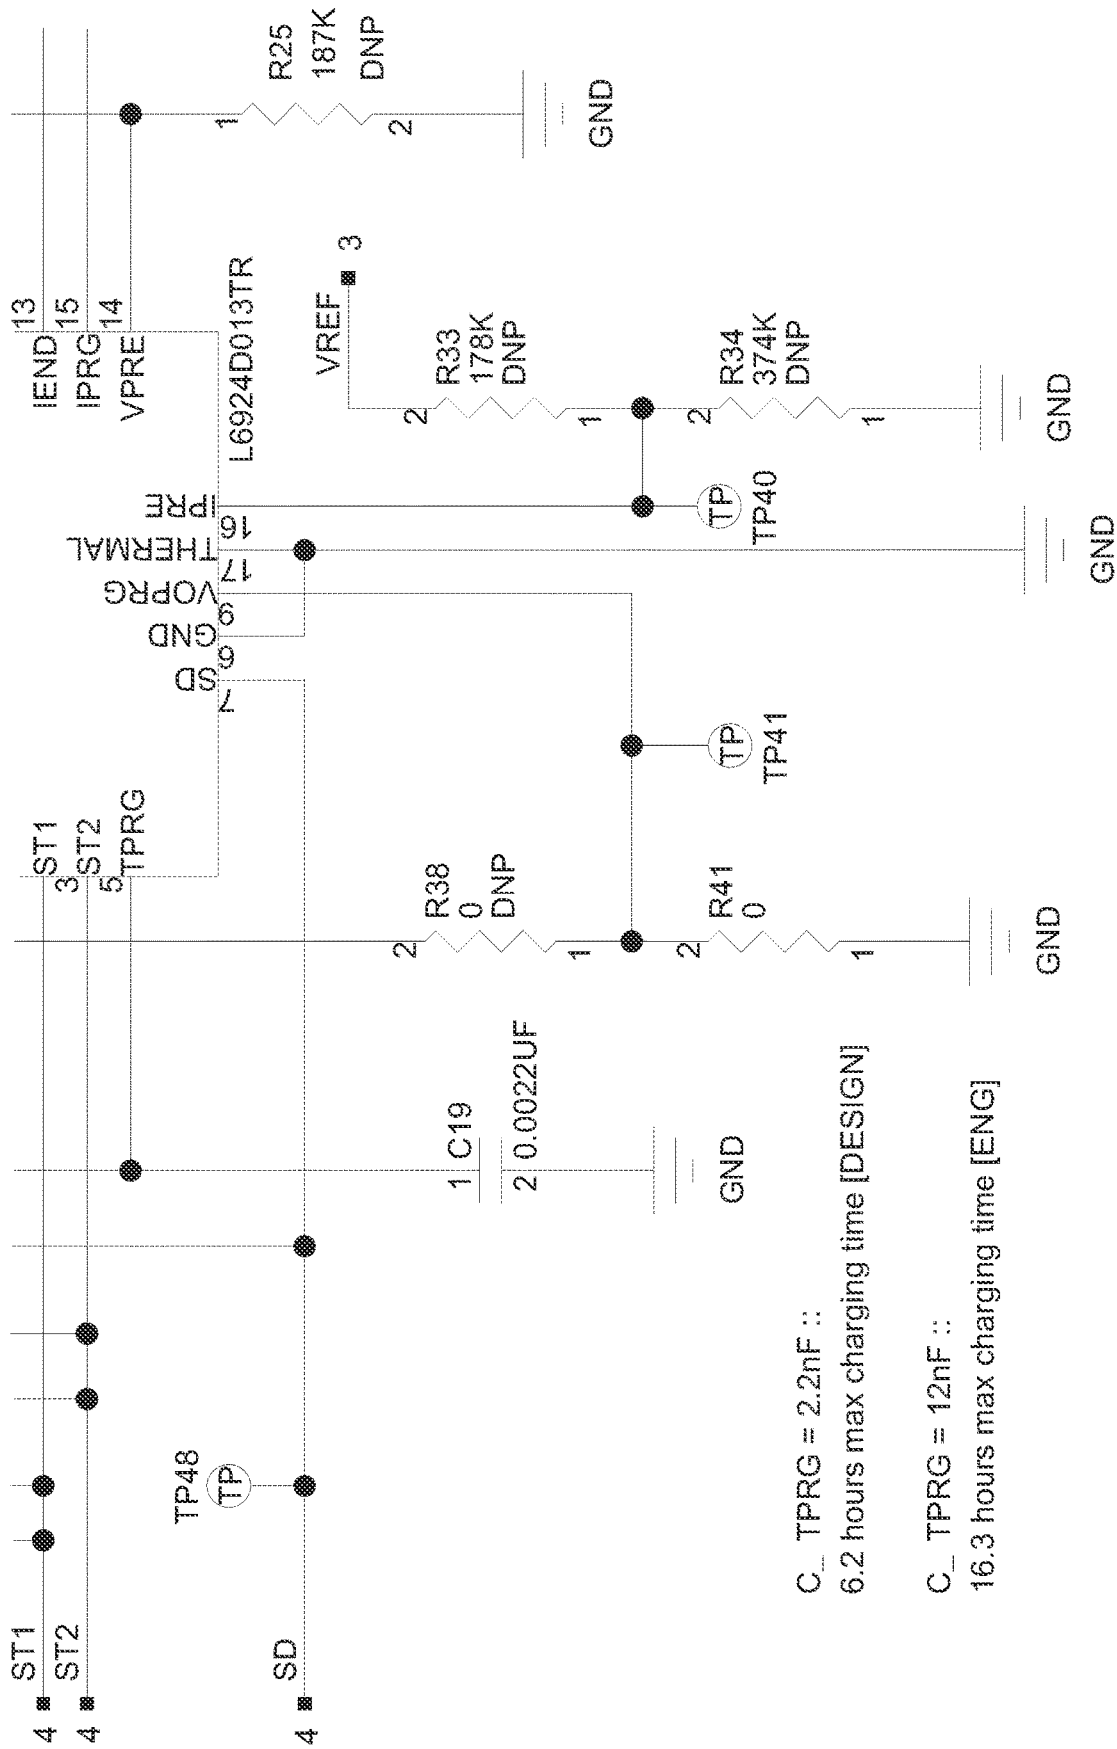 ST1
4
ST2
4
SD
4
TP48
TP
ST1
3
ST2
5
TPRG
IEND
13
IPRG
15
VPRE
14
L6924D013TR
SD
7
GND
6
VOPRG
9
THERMAL
17
IPRE
16
1
R25
187K
DNP
2
GND
VREF
3
2
R33
178K
DNP
1
TP
TP40
2
R34
374K
DNP
1
GND
GND
TP
TP41
2
R38
0
DNP
1
2
R41
0
1
GND
1 C19
2 0.0022UF
GND
C_TPRG = 2.2nF ::
6.2 hours max charging time [DESIGN]
C_TPRG = 12nF ::
16.3 hours max charging time [ENG]